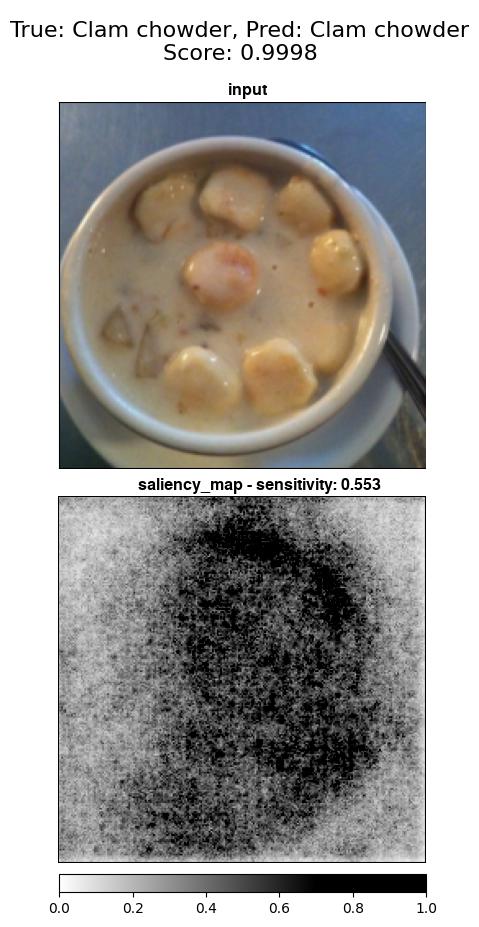 True: Clam chowder, Pred: Clam chowder
Score: 0.9998
input
saliency_map - sensitivity: 0.553
0.0 0.2 0.4 0.6 0.8 1.0